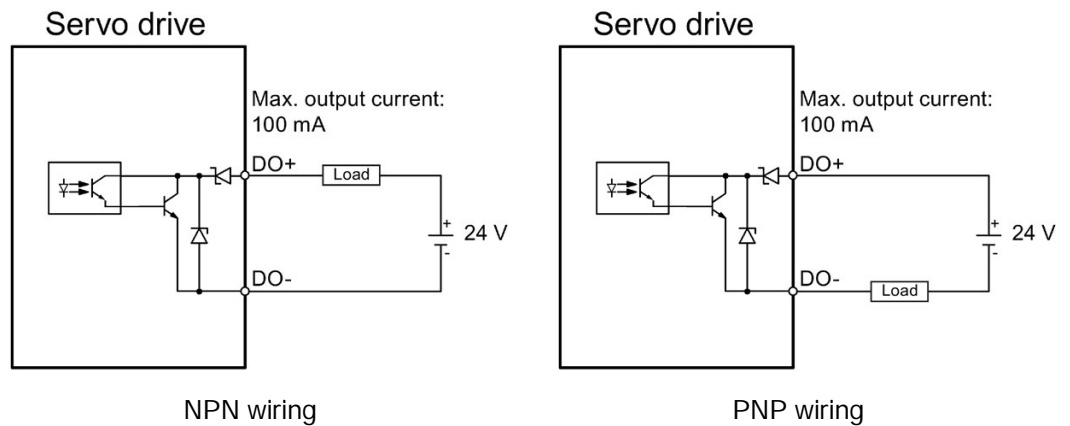 Servo drive
Max. output current:
100 mA
DO+
Load
+
24 V
-
DO-
NPN wiring
Servo drive
Max. output current:
100 mA
DO+
+
24 V
-
DO-
Load
PNP wiring